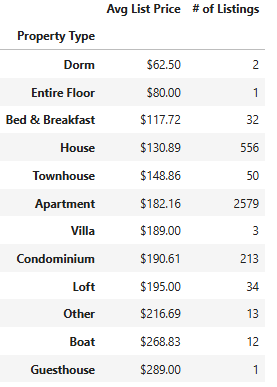 Avg List Price # of Listings
Property Type
Dorm $62.50 2
Entire Floor $80.00 1
Bed & Breakfast $117.72 32
House $130.89 556
Townhouse $148.86 50
Apartment $182.16 2579
Villa $189.00 3
Condominium $190.61 213
Loft $195.00 34
Other $216.69 13
Boat $268.83 12
Guesthouse $289.00 1